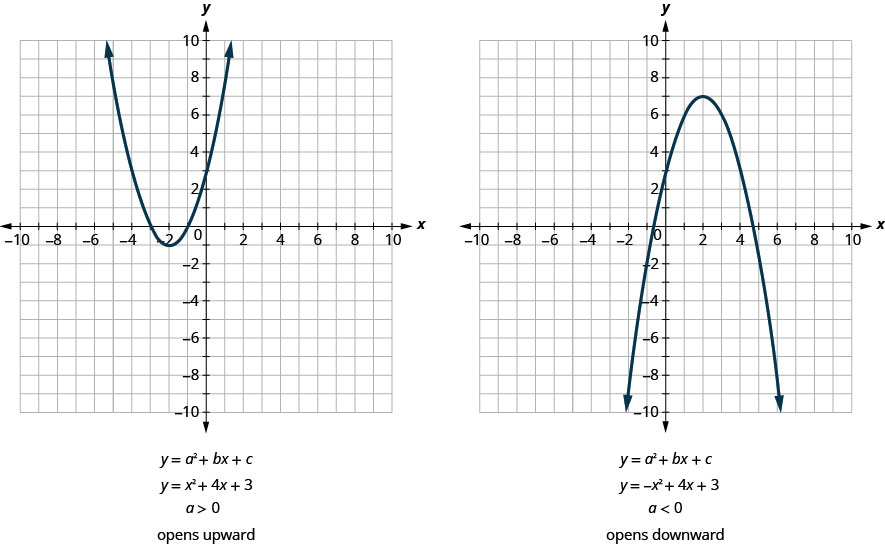 y
10
8
6
4
2
0
–10 –8 –6 –4 –2 2 4 6 8 10 x
–2
–4
–6
–8
–10
y = a² + bx + c
y = x² + 4x + 3
a > 0
opens upward
y
10
8
6
4
2
0
–10 –8 –6 –4 –2 2 4 6 8 10 x
–2
–4
–6
–8
–10
y = a² + bx + c
y = –x² + 4x + 3
a < 0
opens downward